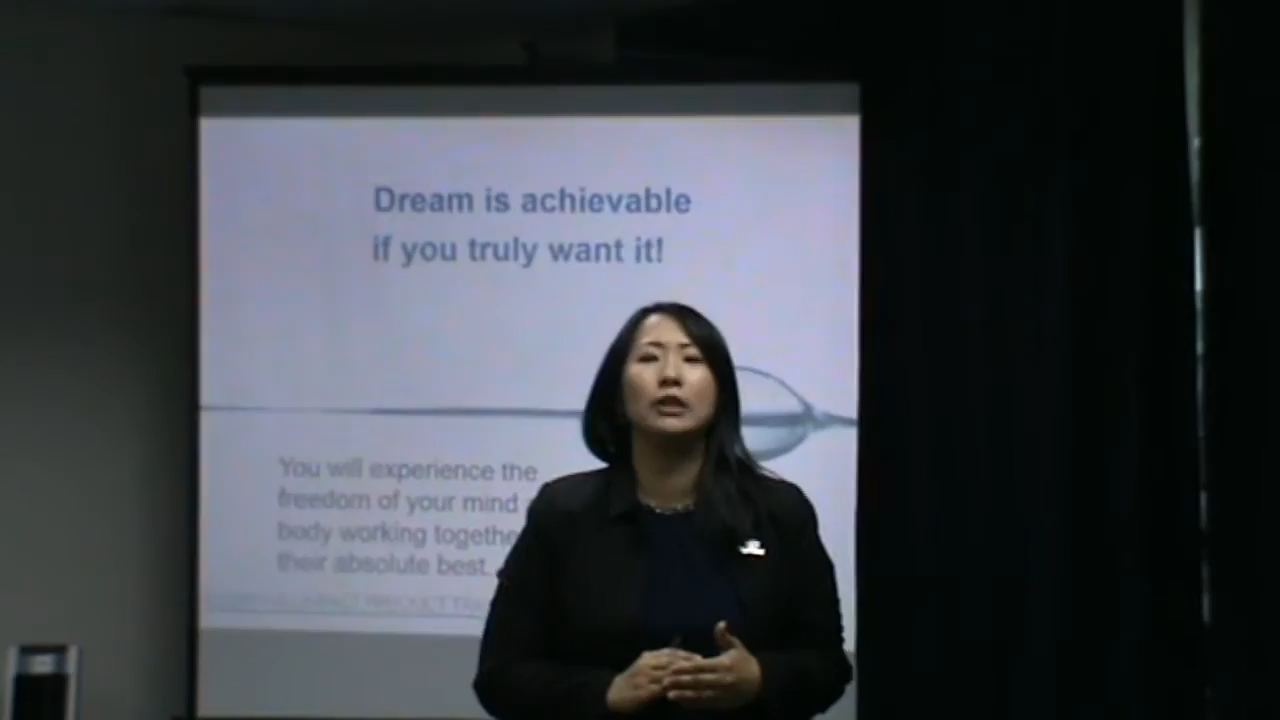 Dream is achievable
if you truly want it!
You will experience the
freedom of your mind
body working togethe
their absolute best.